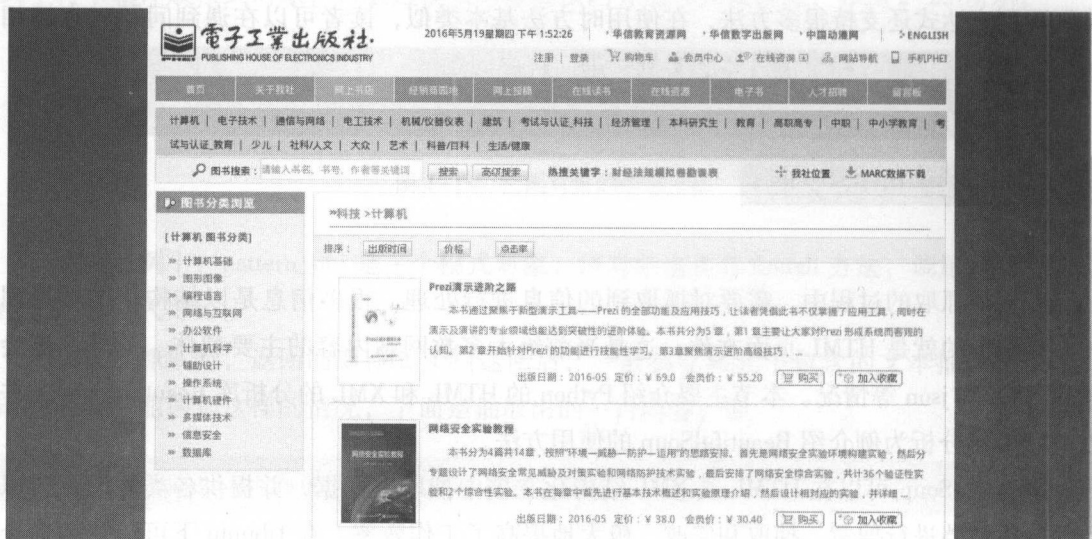 電子工業出版社·
PUBLISHING HOUSE OF ELECTRONICS INDUSTRY
2016年5月19星期四 下午 1:52:26 | ·华信教育资源网 ·华信数字出版网 ·中国动漫网 | >ENGLISH
注册 | 登录 购物车 会员中心 在线咨询 网站导航 手机PHEI
首页 关于我社 网上书店 经销商园地 网上投稿 在线读书 在线资源 电子书 人才招聘 留言板
计算机 | 电子技术 | 通信与网络 | 电工技术 | 机械/仪器仪表 | 建筑 | 考试与认证_科技 | 经济管理 | 本科研究生 | 教育 | 高职高专 | 中职 | 中小学教育 | 考
试与认证_教育 | 少儿 | 社科/人文 | 大众 | 艺术 | 科普/百科 | 生活/健康
图书搜索：请输入书名、书号、作者等关键词 搜索 高级搜索 热搜关键字：财经法规模拟卷勘误表 我社位置 MARC数据下载
图书分类浏览
»科技 >计算机
[计算机 图书分类]
排序： 出版时间 价格 点击率
» 计算机基础
» 图形图像
» 编程语言
» 网络与互联网
» 办公软件
» 计算机科学
» 辅助设计
» 操作系统
» 计算机硬件
» 多媒体技术
» 信息安全
» 数据库
Prezi演示进阶之路
本书通过聚焦于新型演示工具——Prezi 的全部功能及应用技巧，让读者凭借此书不仅掌握了应用工具，同时在
演示及演讲的专业领域也能达到突破性的进阶体验。本书共分为5 章，第1 章主要让大家对Prezi 形成系统而客观的
认知。第2 章开始针对Prezi 的功能进行技能性学习。第3章聚焦演示进阶高级技巧，...
出版日期：2016-05 定价：¥ 69.0 会员价：¥ 55.20 购买 加入收藏
网络安全实验教程
网络安全实验教程
本书分为4篇共14章，按照“环境—威胁—防护—运用”的思路安排。首先是网络安全实验环境构建实验，然后分
专题设计了网络安全常见威胁及对策实验和网络防护技术实验，最后安排了网络安全综合实验，共计36个验证性实
验和2个综合性实验。本书在每章中首先进行基本技术概述和实验原理介绍，然后设计相对应的实验，并详细...
出版日期：2016-05 定价：¥ 38.0 会员价：¥ 30.40 购买 加入收藏